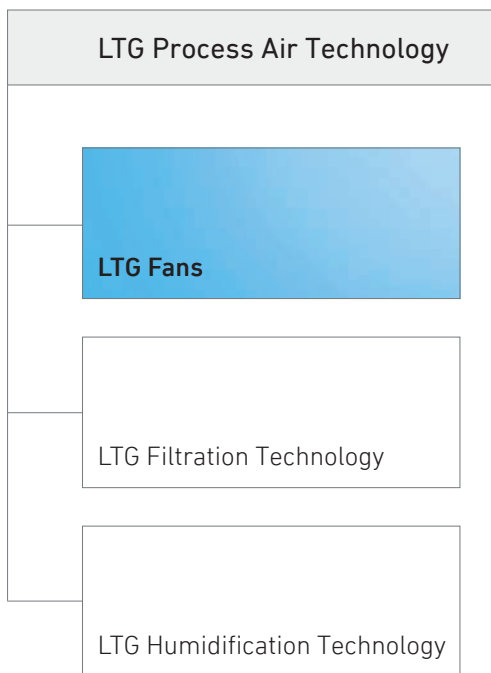 LTG Process Air Technology
LTG Fans
LTG Filtration Technology
LTG Humidification Technology